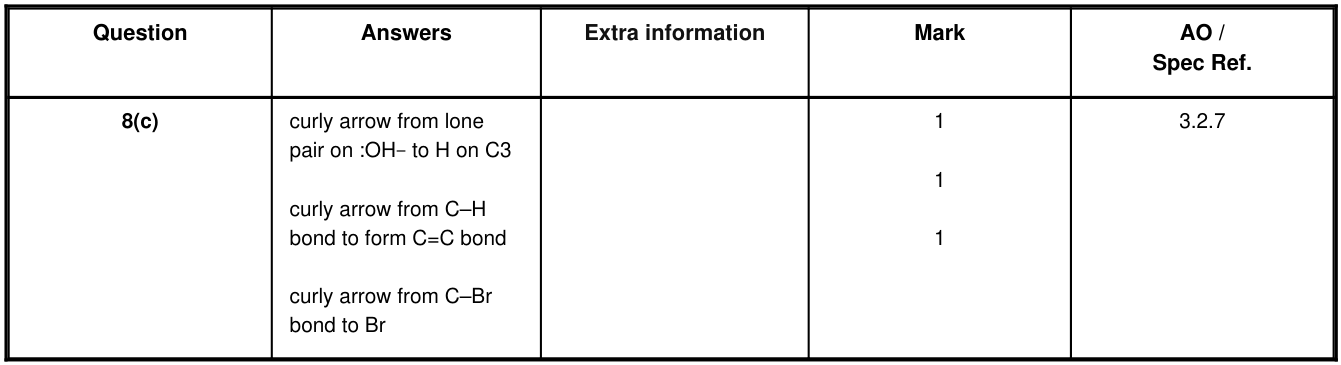 Question Answers Extra information Mark AO /
Spec Ref.
8(c) curly arrow from lone 1 3.2.7
pair on :OH– to H on C3
1
curly arrow from C–H
bond to form C=C bond 1
curly arrow from C–Br
bond to Br